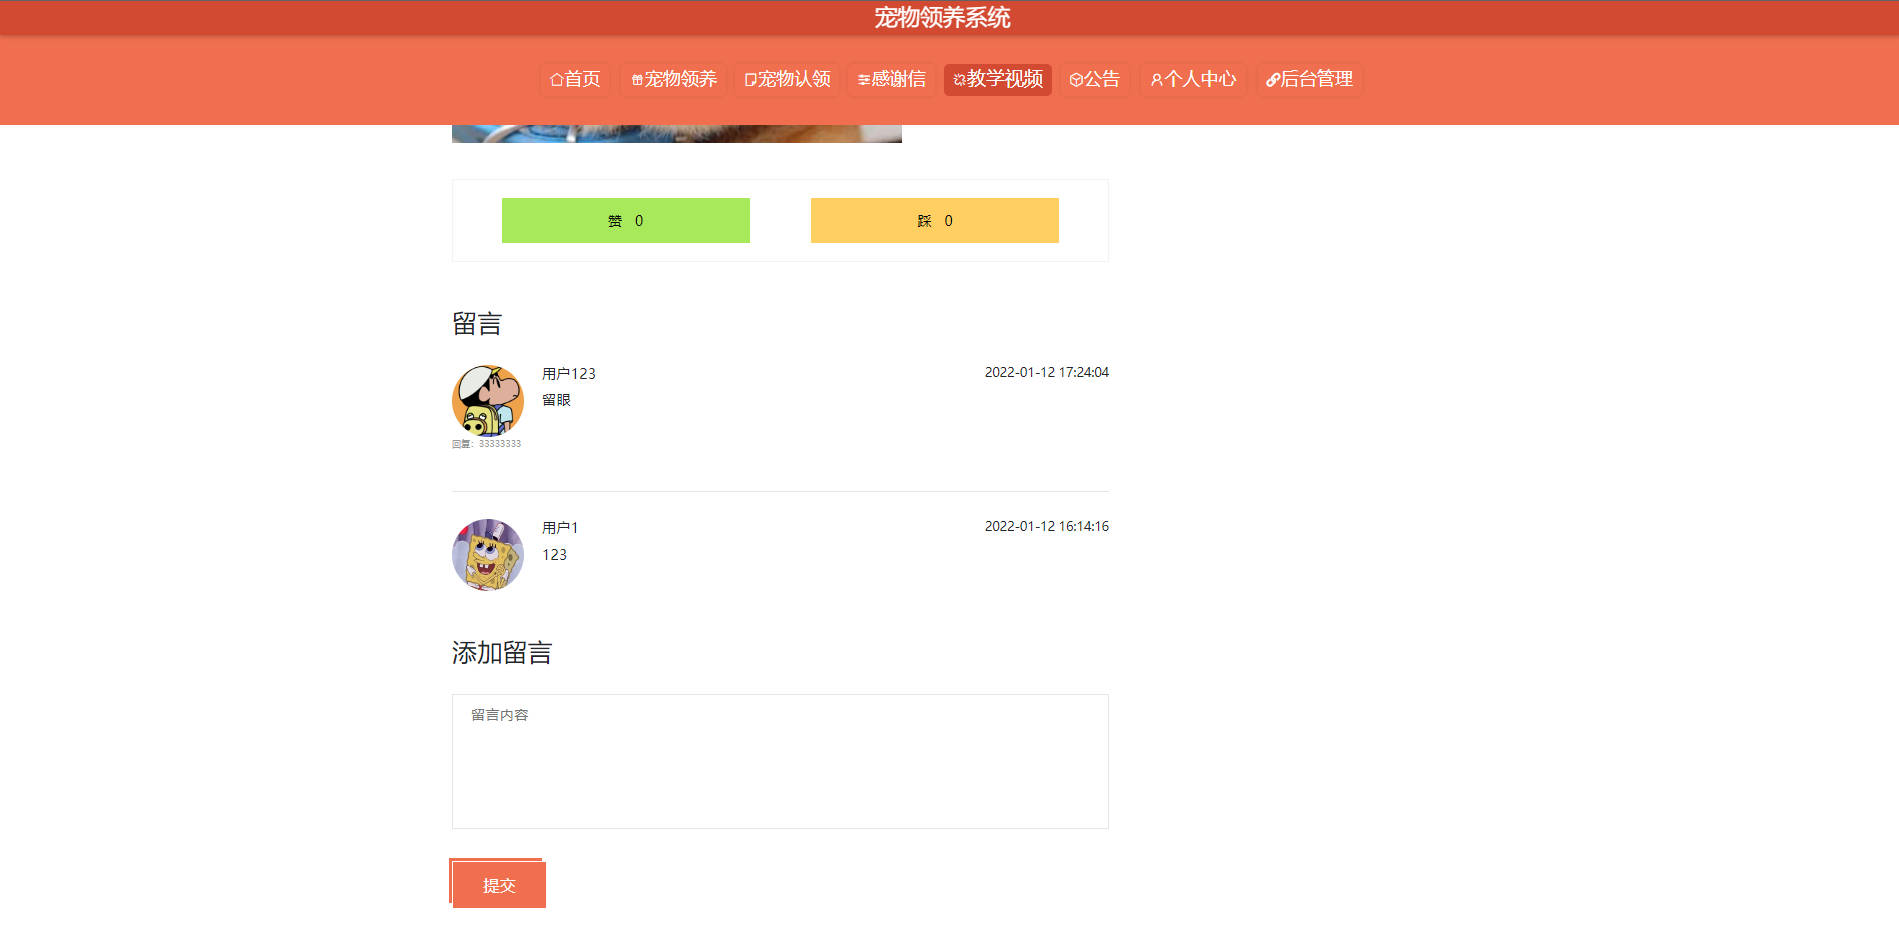 宠物领养系统
首页 宠物领养 宠物认领 感谢信 教学视频 公告 个人中心 后台管理
赞 0 踩 0
留言
用户123 2022-01-12 17:24:04
留眼
回复：33333333
用户1 2022-01-12 16:14:16
123
添加留言
留言内容
提交